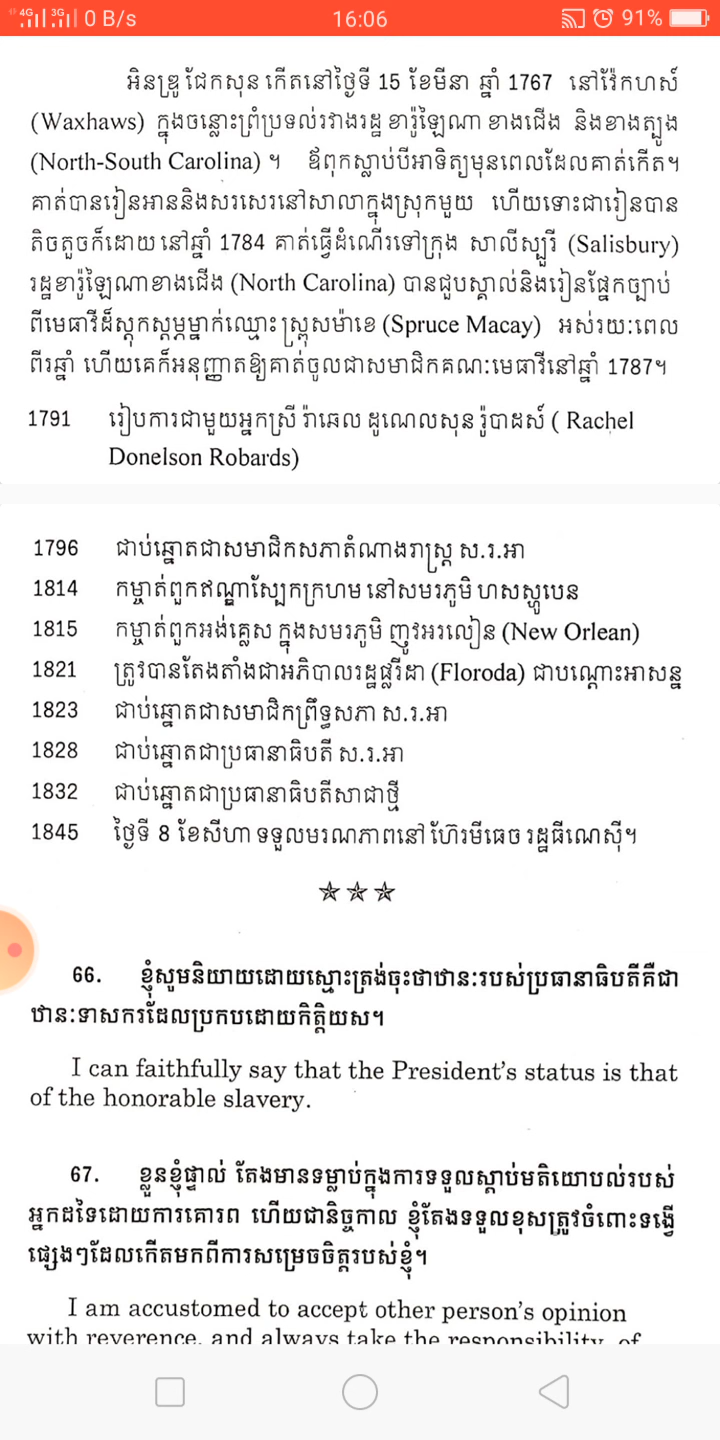 4G 3G 0 B/s 16:06 91%
អិនឌ្រូ ជែកសុន កើតនៅថ្ងៃទី 15 ខែមីនា ឆ្នាំ 1767 នៅវ៉ែកហស៍
(Waxhaws) ក្នុងចន្លោះព្រំប្រទល់រវាងរដ្ឋ ខារ៉ូឡៃណា ខាងជើង និងខាងត្បូង
(North-South Carolina) ។ ឪពុកស្លាប់បីអាទិត្យមុនពេលដែលគាត់កើត។
គាត់បានរៀនអាននិងសរសេរនៅសាលាក្នុងស្រុកមួយ ហើយទោះជារៀនបាន
តិចតួចក៏ដោយ នៅឆ្នាំ 1784 គាត់ធ្វើដំណើរទៅក្រុង សាលីស្បួរី (Salisbury)
រដ្ឋខារ៉ូឡៃណាខាងជើង (North Carolina) បានជួបស្គាល់និងរៀនផ្នែកច្បាប់
ពីមេធាវីដ៏ស្តុកស្តម្ភម្នាក់ឈ្មោះ ស្ព្រុសម៉ាខេ (Spruce Macay) អស់រយៈពេល
ពីរឆ្នាំ ហើយគេក៏អនុញ្ញាតឱ្យគាត់ចូលជាសមាជិកគណៈមេធាវីនៅឆ្នាំ 1787។
1791 រៀបការជាមួយអ្នកស្រី រ៉ាឆេល ដូណេលសុន រ៉ូបាដស៍ ( Rachel
Donelson Robards)
1796 ជាប់ឆ្នោតជាសមាជិកសភាតំណាងរាស្ត្រ ស.រ.អា
1814 កម្ចាត់ពួកឥណ្ឌាស្បែកក្រហម នៅសមរភូមិ ហសស្ហូបេន
1815 កម្ចាត់ពួកអង់គ្លេស ក្នុងសមរភូមិ ញូវអរលៀន (New Orlean)
1821 ត្រូវបានតែងតាំងជាអភិបាលរដ្ឋផ្លរីដា (Floroda) ជាបណ្តោះអាសន្ន
1823 ជាប់ឆ្នោតជាសមាជិកព្រឹទ្ធសភា ស.រ.អា
1828 ជាប់ឆ្នោតជាប្រធានាធិបតី ស.រ.អា
1832 ជាប់ឆ្នោតជាប្រធានាធិបតីសាជាថ្មី
1845 ថ្ងៃទី 8 ខែសីហា ទទួលមរណភាពនៅ ហ៊ែរមីធេច រដ្ឋធីណេស៊ី។
66. ខ្ញុំសូមនិយាយដោយស្មោះត្រង់ចុះថាឋានៈរបស់ប្រធានាធិបតីគឺជា
ឋានៈទាសករដែលប្រកបដោយកិត្តិយស។
I can faithfully say that the President's status is that
of the honorable slavery.
67. ខ្លួនខ្ញុំផ្ទាល់ តែងមានទម្លាប់ក្នុងការទទួលស្តាប់មតិយោបល់របស់
អ្នកដទៃដោយការគោរព ហើយជានិច្ចកាល ខ្ញុំតែងទទួលខុសត្រូវចំពោះទង្វើ
ផ្សេងៗដែលកើតមកពីការសម្រេចចិត្តរបស់ខ្ញុំ។
I am accustomed to accept other person's opinion
with reverence, and always take the responsibility of